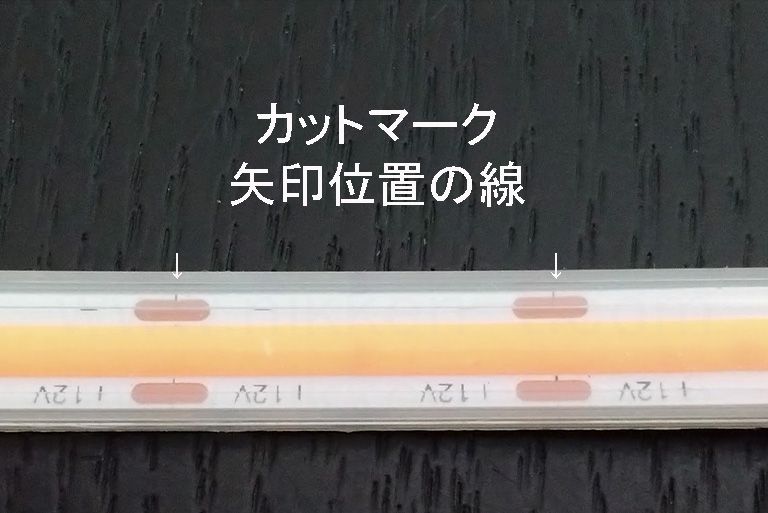 カットマーク
矢印位置の線
↓ ↓
+12V +12V +12V +12V